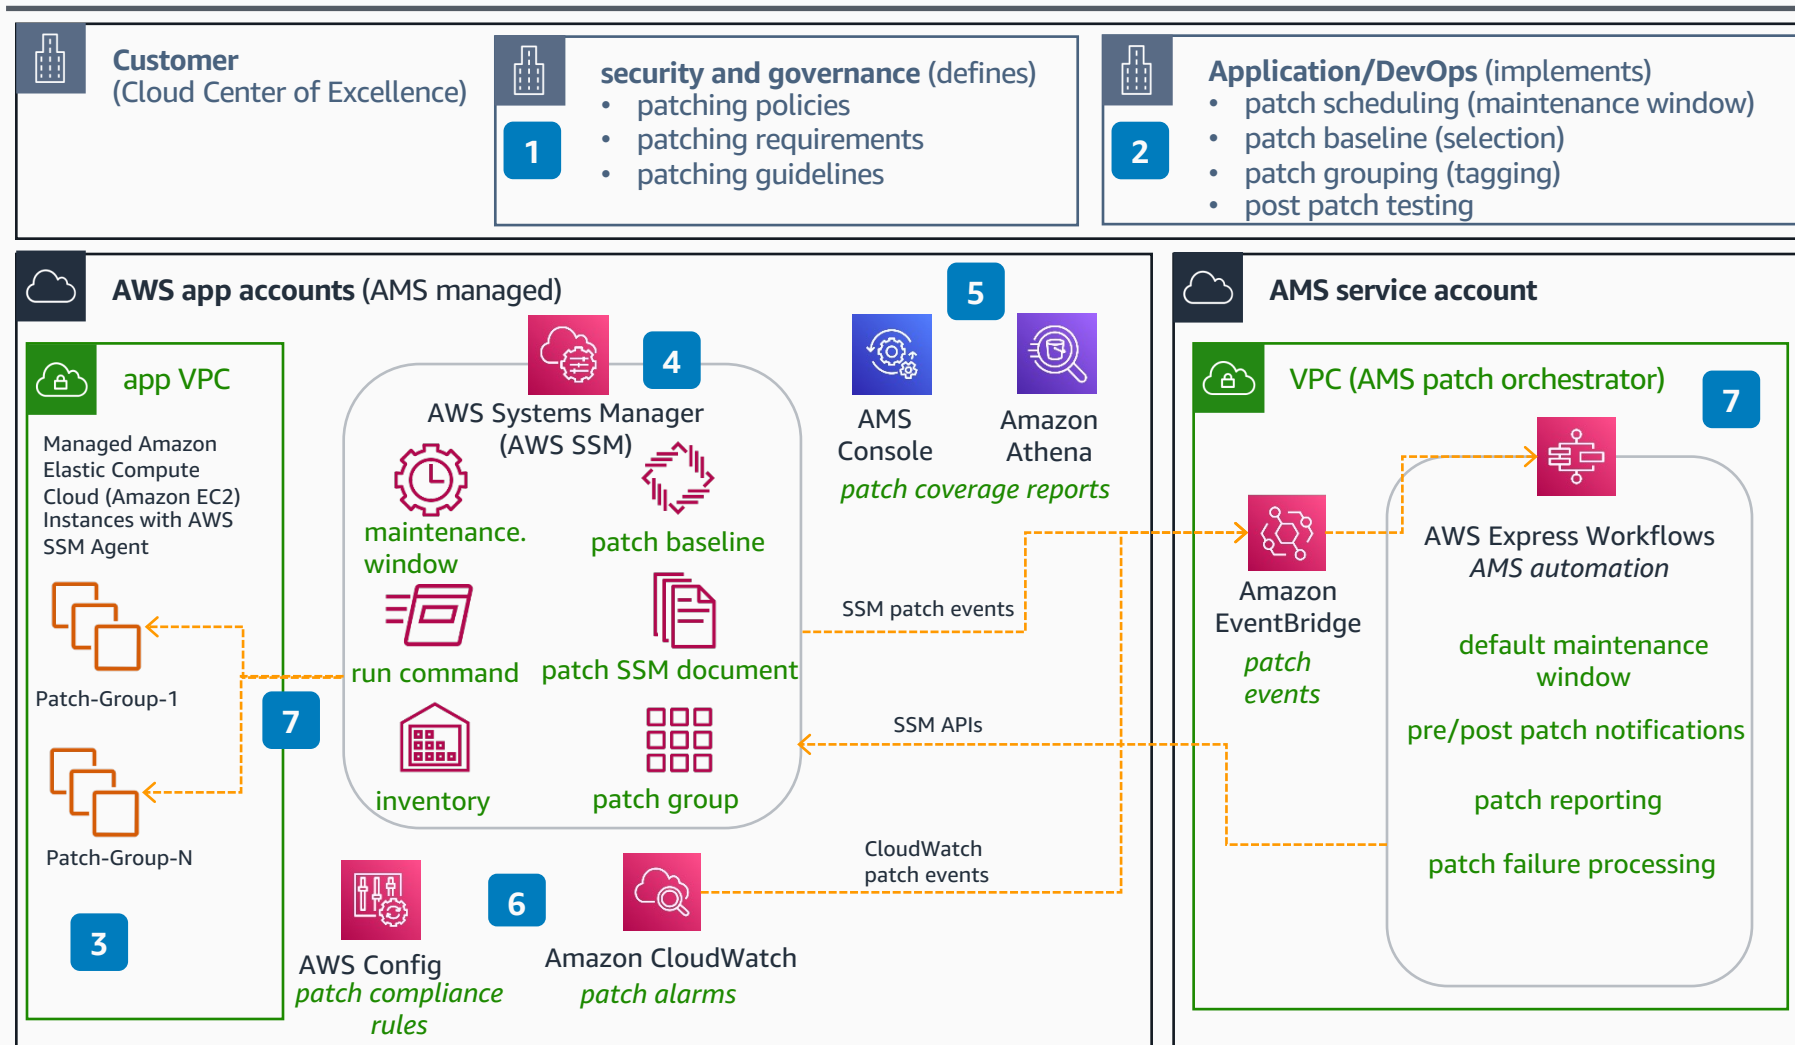 Customer
(Cloud Center of Excellence)
security and governance (defines)
• patching policies
• patching requirements
• patching guidelines
1
Application/DevOps (implements)
• patch scheduling (maintenance window)
• patch baseline (selection)
• patch grouping (tagging)
• post patch testing
2
AWS app accounts (AMS managed)
app VPC
Managed Amazon
Elastic Compute
Cloud (Amazon EC2)
Instances with AWS
SSM Agent
Patch-Group-1
Patch-Group-N
3
7
4
AWS Systems Manager
(AWS SSM)
maintenance.
window
patch baseline
run command
patch SSM document
inventory
patch group
5
AMS
Console
Amazon
Athena
patch coverage reports
SSM patch events
SSM APIs
CloudWatch
patch events
AWS Config
patch compliance
rules
6
Amazon CloudWatch
patch alarms
AMS service account
VPC (AMS patch orchestrator)
7
Amazon
EventBridge
patch
events
AWS Express Workflows
AMS automation
default maintenance
window
pre/post patch notifications
patch reporting
patch failure processing